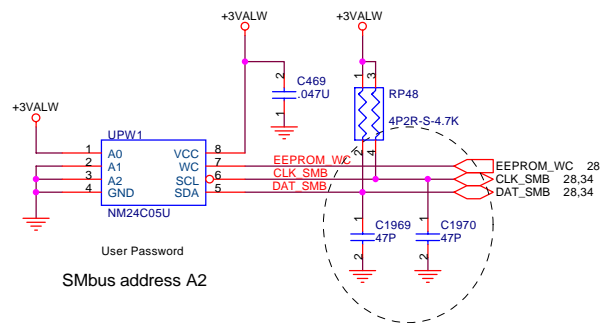 +3VALW
+3VALW
+3VALW
2
C469
.047U
1
1
3
RP48
4P2R-S-4.7K
2
4
UPW1
1 A0 VCC 8
2 A1 WC 7 EEPROM_WC EEPROM_WC 28
3 A2 SCL 6 CLK_SMB CLK_SMB 28,34
4 GND SDA 5 DAT_SMB DAT_SMB 28,34
NM24C05U
1
C1969
47P
2
1
C1970
47P
2
User Password
SMbus address A2